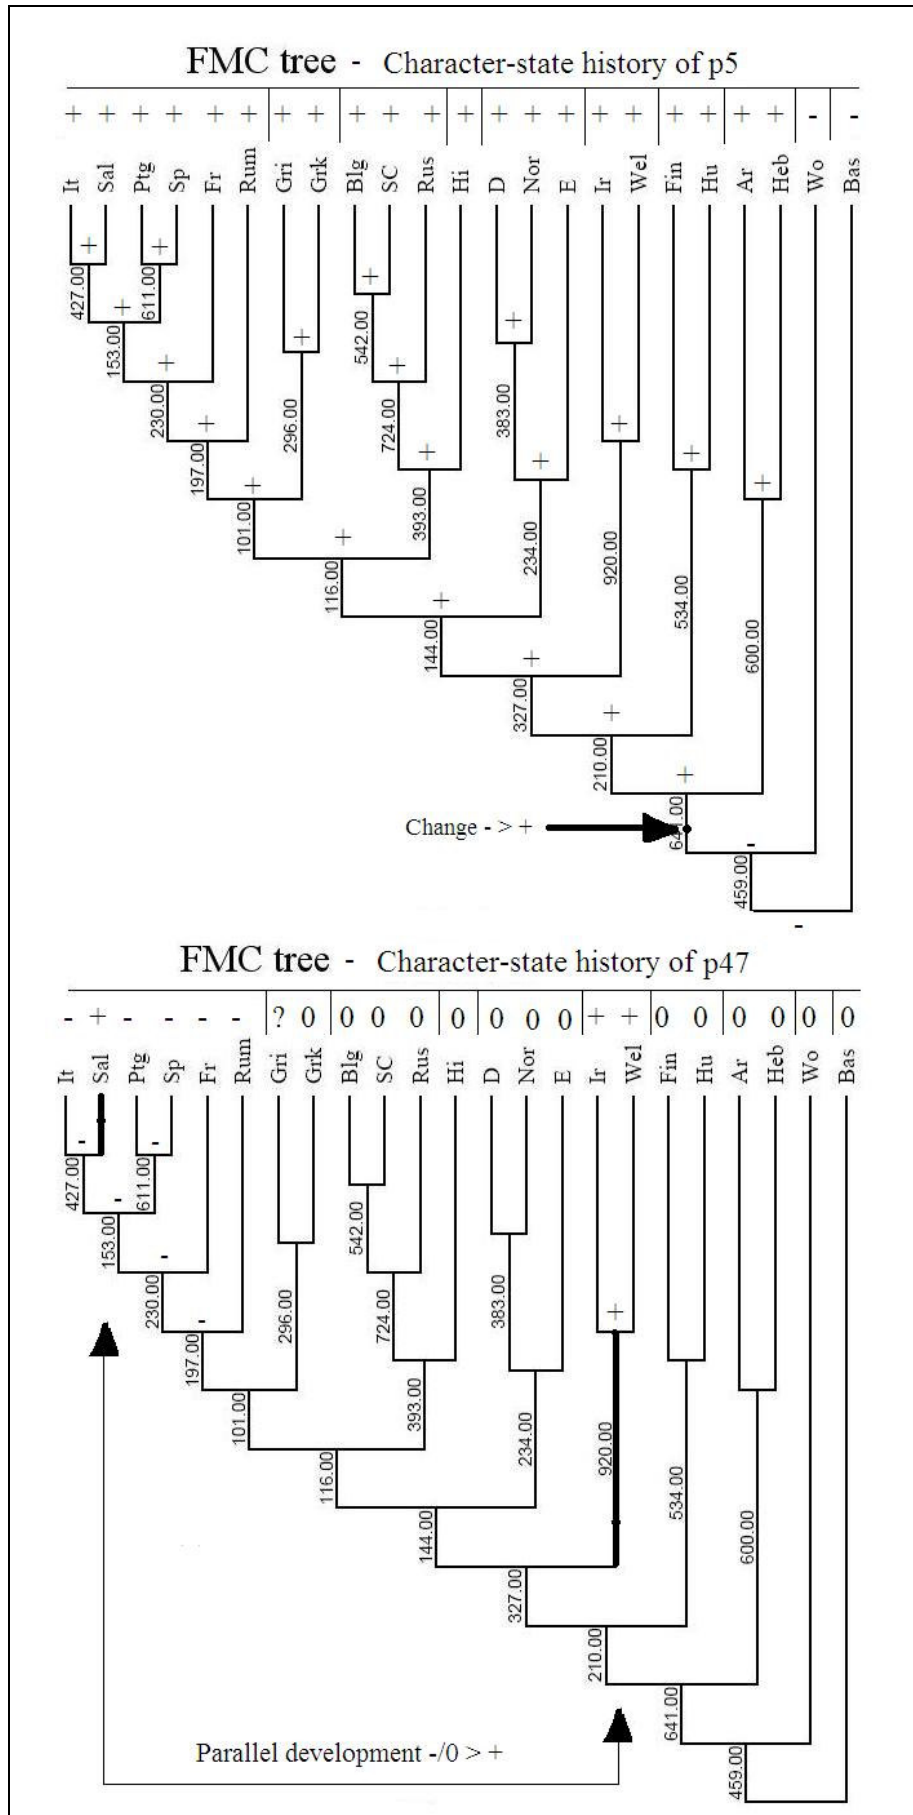 FMC tree - Character-state history of p5
+ + + + + + + + + + + + + + + + + + + + + - -
It Sal Ptg Sp Fr Rum Gri Grk Blg SC Rus Hi D Nor E Ir Wel Fin Hu Ar Heb Wo Bas
+ +
427.00 611.00 +
+ 542.00 +
153.00 + 296.00 + 383.00
230.00 + 724.00 + +
197.00 + 393.00 + +
101.00 + 234.00 920.00
116.00 + 534.00
144.00 + 600.00
327.00 +
210.00 +
Change - > + 641.00
-
459.00
-
FMC tree - Character-state history of p47
- + - - - - ? 0 0 0 0 0 0 0 0 + + 0 0 0 0 0 0
It Sal Ptg Sp Fr Rum Gri Grk Blg SC Rus Hi D Nor E Ir Wel Fin Hu Ar Heb Wo Bas
- -
427.00 611.00
- 542.00
153.00 - 296.00 383.00
230.00 - 724.00 +
197.00 393.00
101.00 234.00 920.00
116.00 534.00
144.00 600.00
327.00
210.00
641.00
Parallel development -/0 > +
459.00